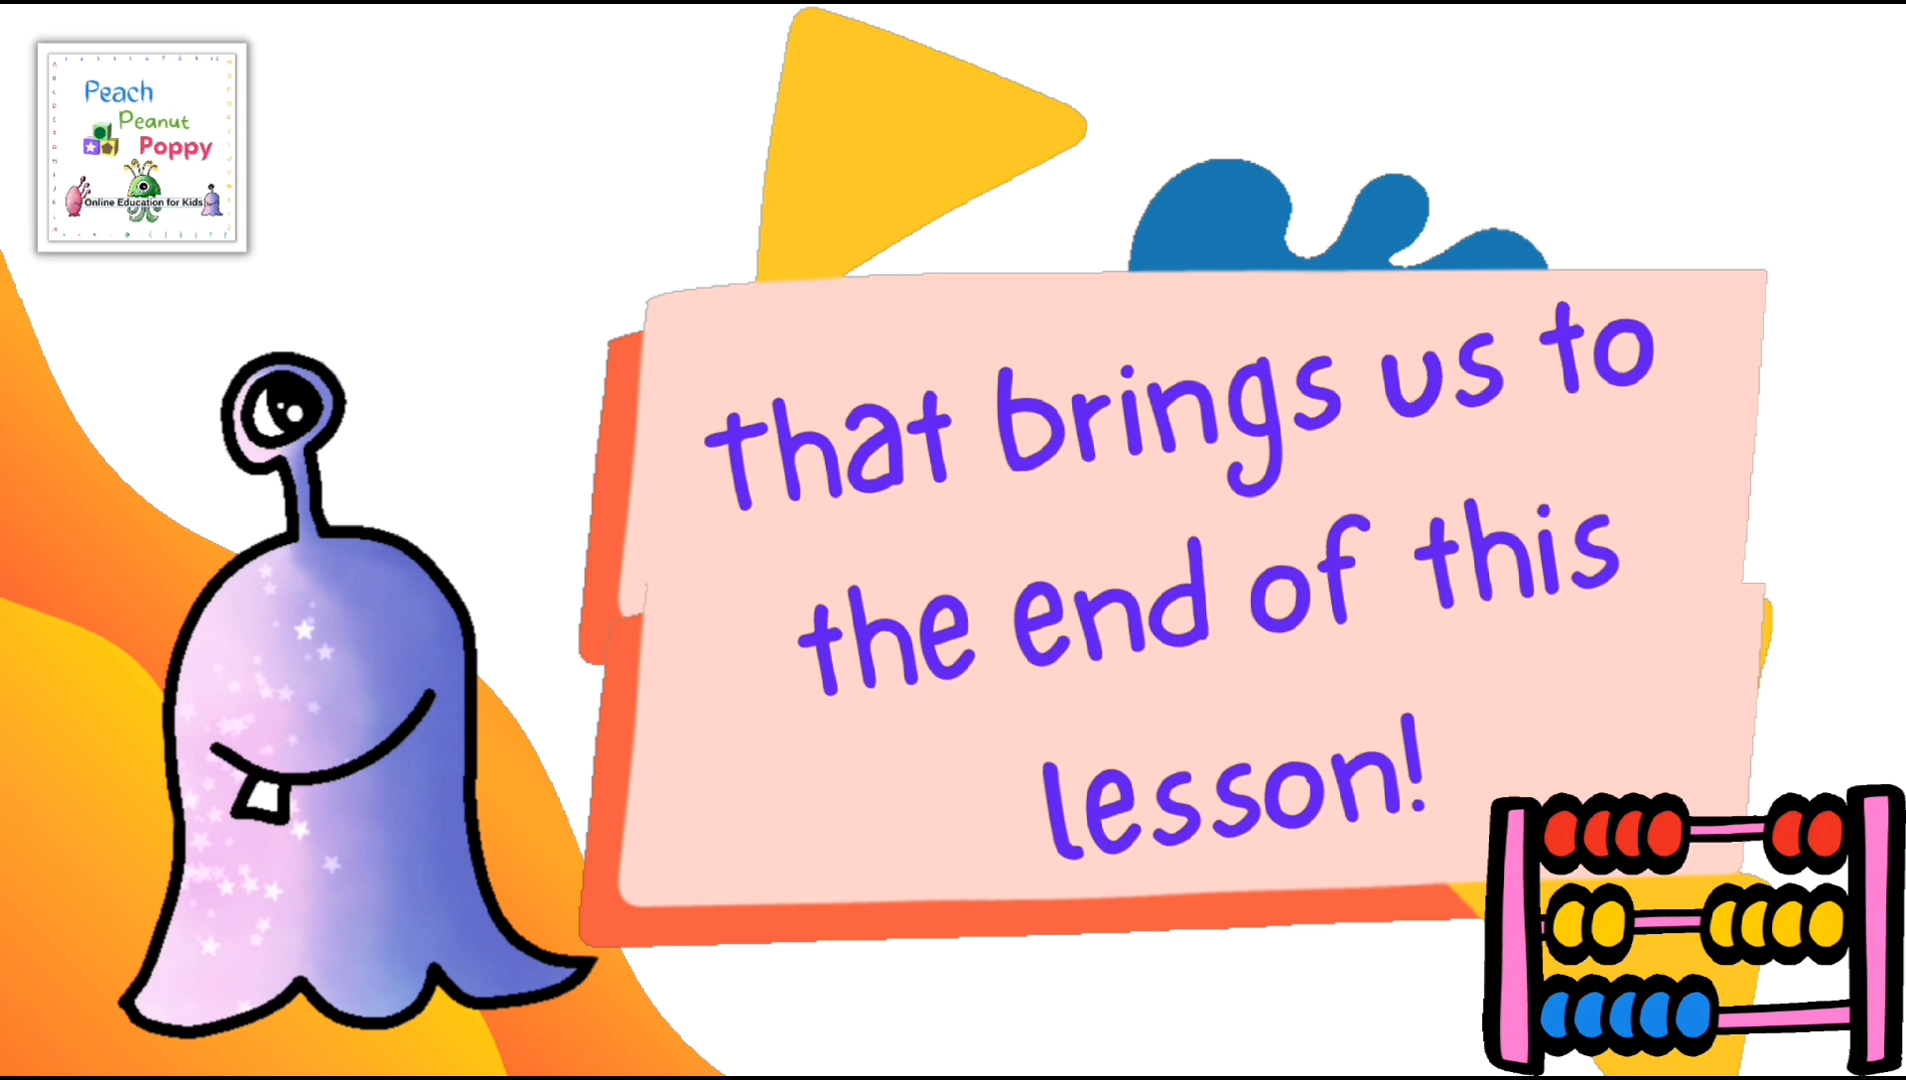 Peach
Peanut
Poppy
Online Education for Kids
That brings us to
the end of this
lesson!